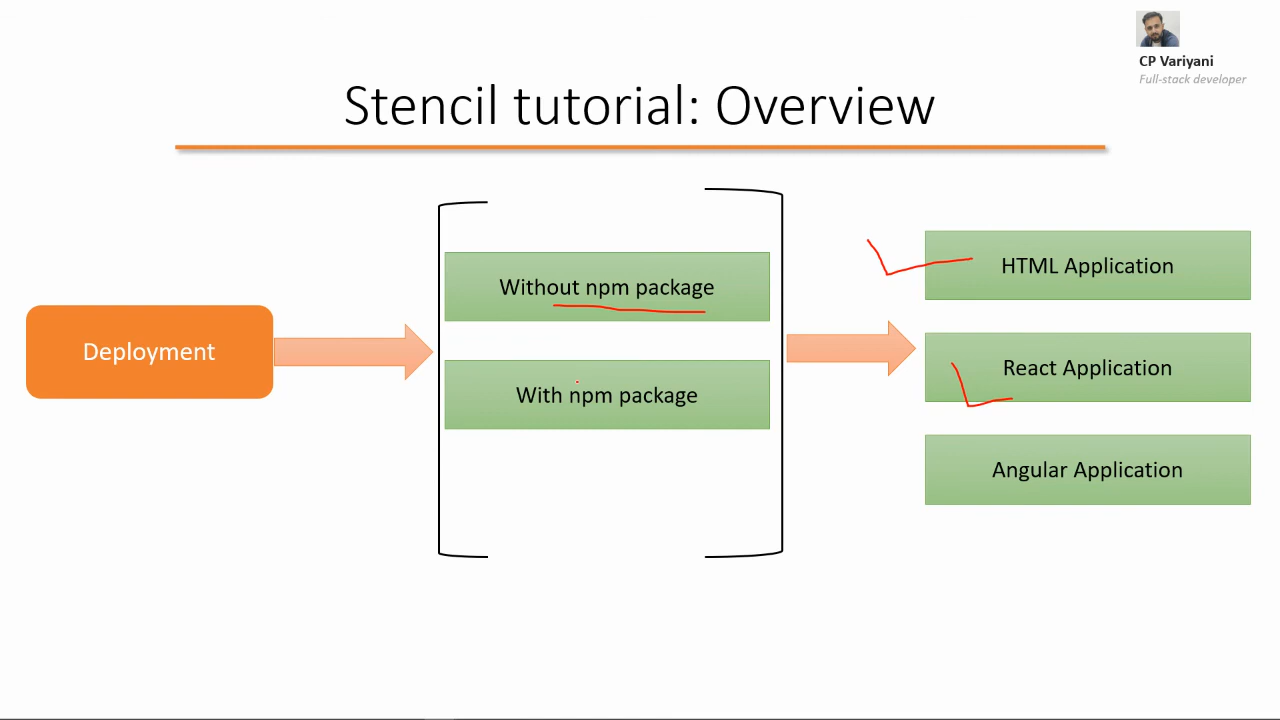 CP Variyani
Full-stack developer
Stencil tutorial: Overview
Deployment
Without npm package
With npm package
HTML Application
React Application
Angular Application